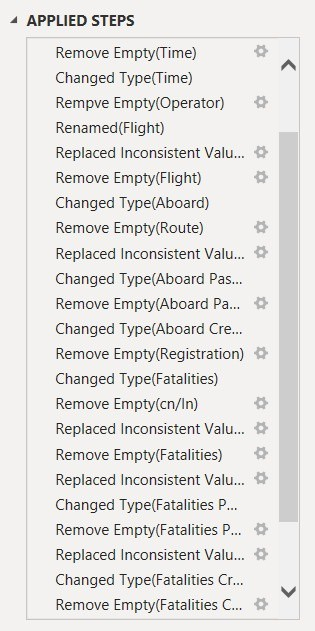 APPLIED STEPS
Remove Empty(Time)
Changed Type(Time)
Rempve Empty(Operator)
Renamed(Flight)
Replaced Inconsistent Valu...
Remove Empty(Flight)
Changed Type(Aboard)
Remove Empty(Route)
Replaced Inconsistent Valu...
Changed Type(Aboard Pas...
Remove Empty(Aboard Pa...
Changed Type(Aboard Cre...
Remove Empty(Registration)
Changed Type(Fatalities)
Remove Empty(cn/In)
Replaced Inconsistent Valu...
Remove Empty(Fatalities)
Replaced Inconsistent Valu...
Changed Type(Fatalities P...
Remove Empty(Fatalities P...
Replaced Inconsistent Valu...
Changed Type(Fatalities Cr...
Remove Empty(Fatalities C...